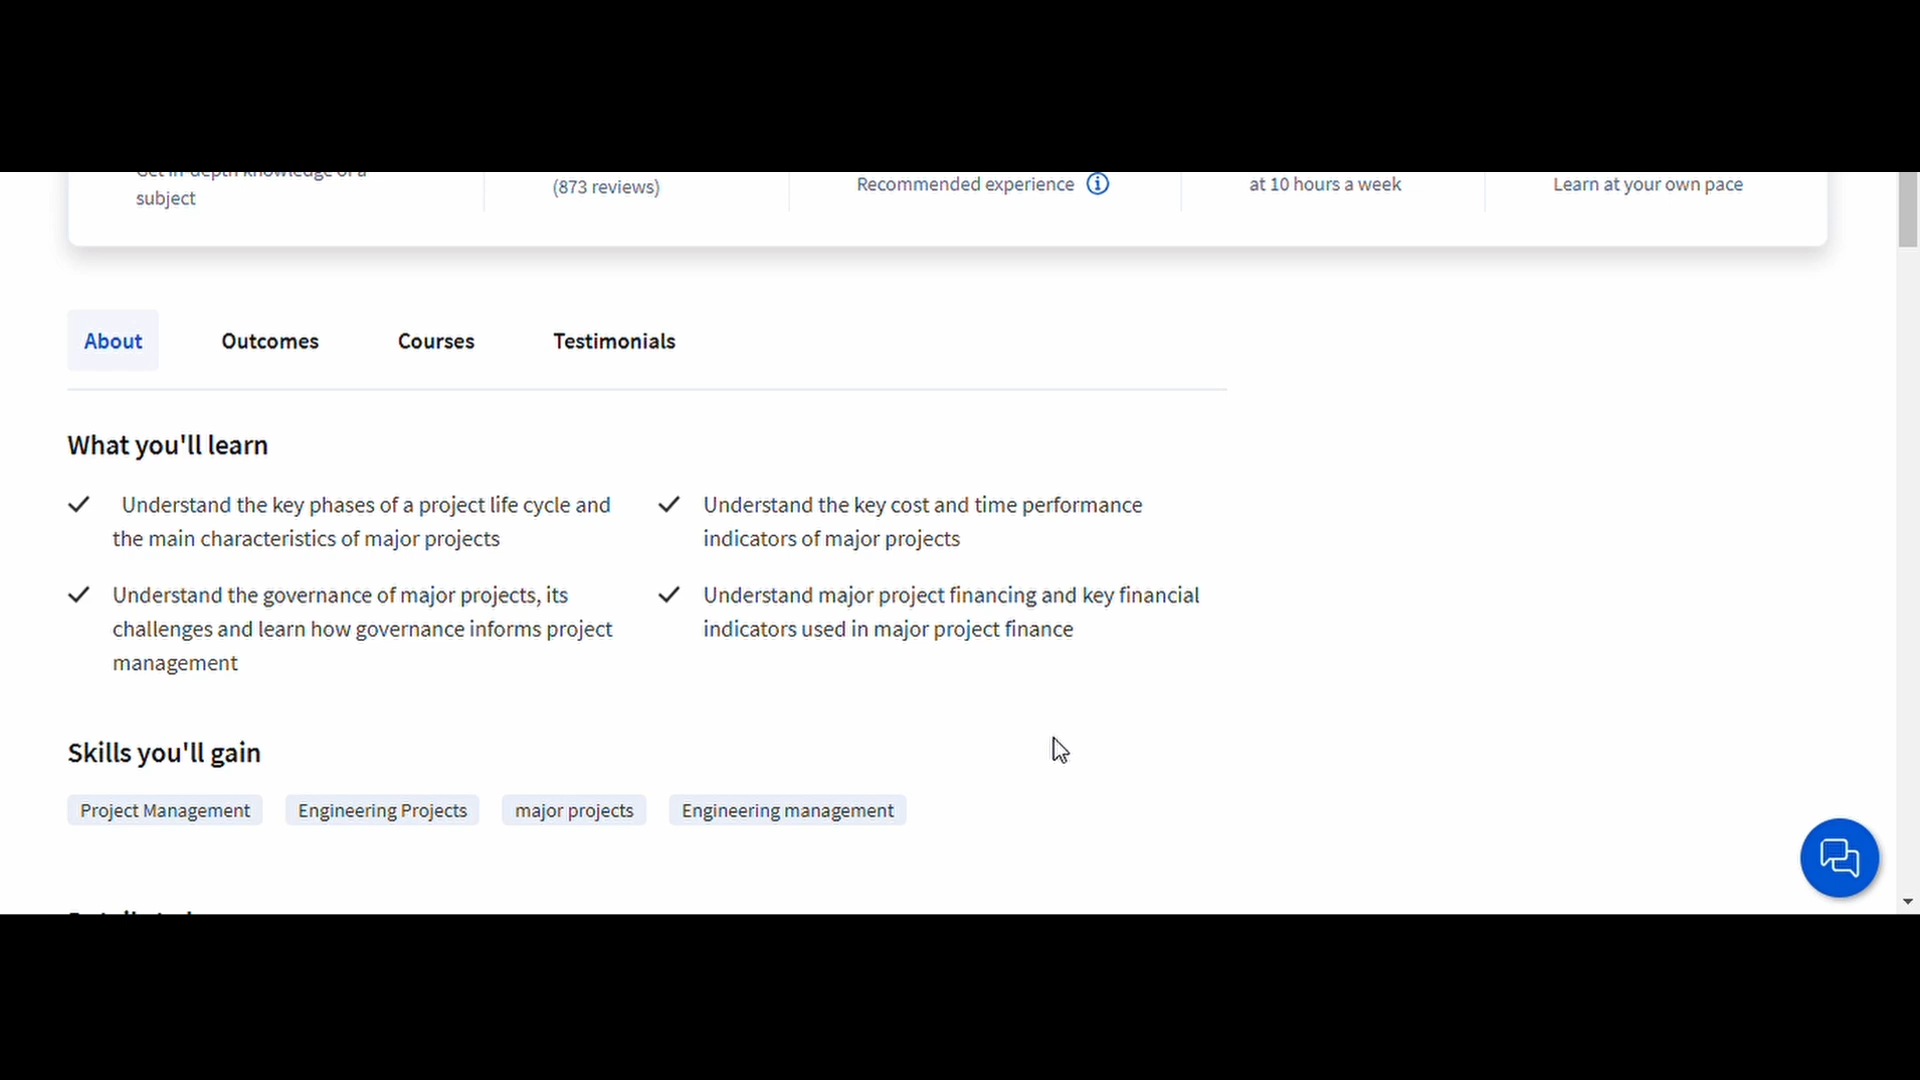 subject
(873 reviews)
Recommended experience
at 10 hours a week
Learn at your own pace
About
Outcomes
Courses
Testimonials
What you'll learn
Understand the key phases of a project life cycle and
the main characteristics of major projects
Understand the key cost and time performance
indicators of major projects
Understand the governance of major projects, its
challenges and learn how governance informs project
management
Understand major project financing and key financial
indicators used in major project finance
Skills you'll gain
Project Management
Engineering Projects
major projects
Engineering management